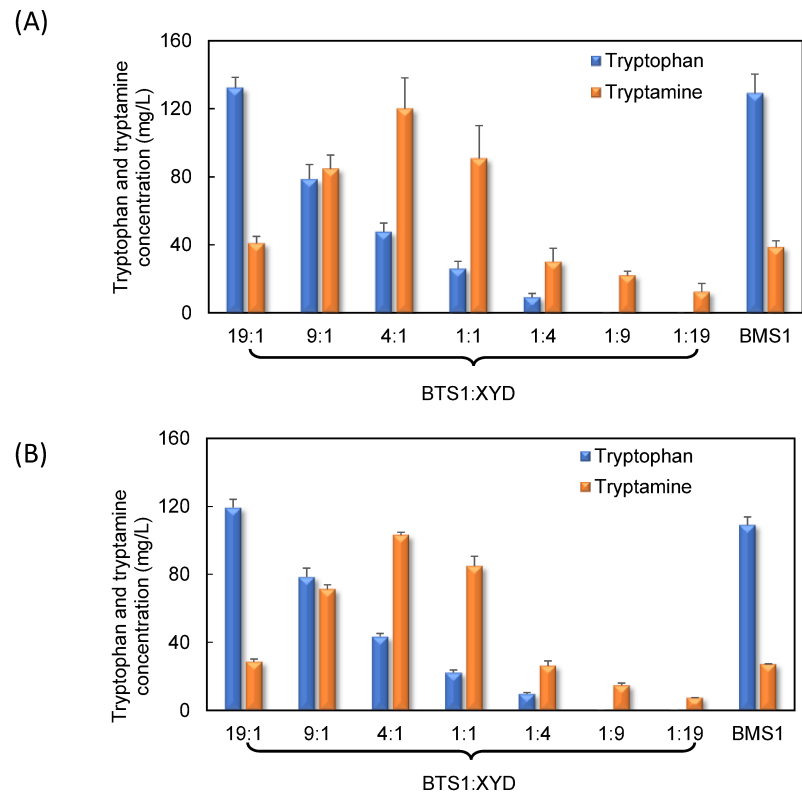 (A)
Tryptophan and tryptamine
concentration (mg/L)
160
120
80
40
0
Tryptophan
Tryptamine
19:1 9:1 4:1 1:1 1:4 1:9 1:19 BMS1
BTS1:XYD
(B)
Tryptophan and tryptamine
concentration (mg/L)
160
120
80
40
0
Tryptophan
Tryptamine
19:1 9:1 4:1 1:1 1:4 1:9 1:19 BMS1
BTS1:XYD